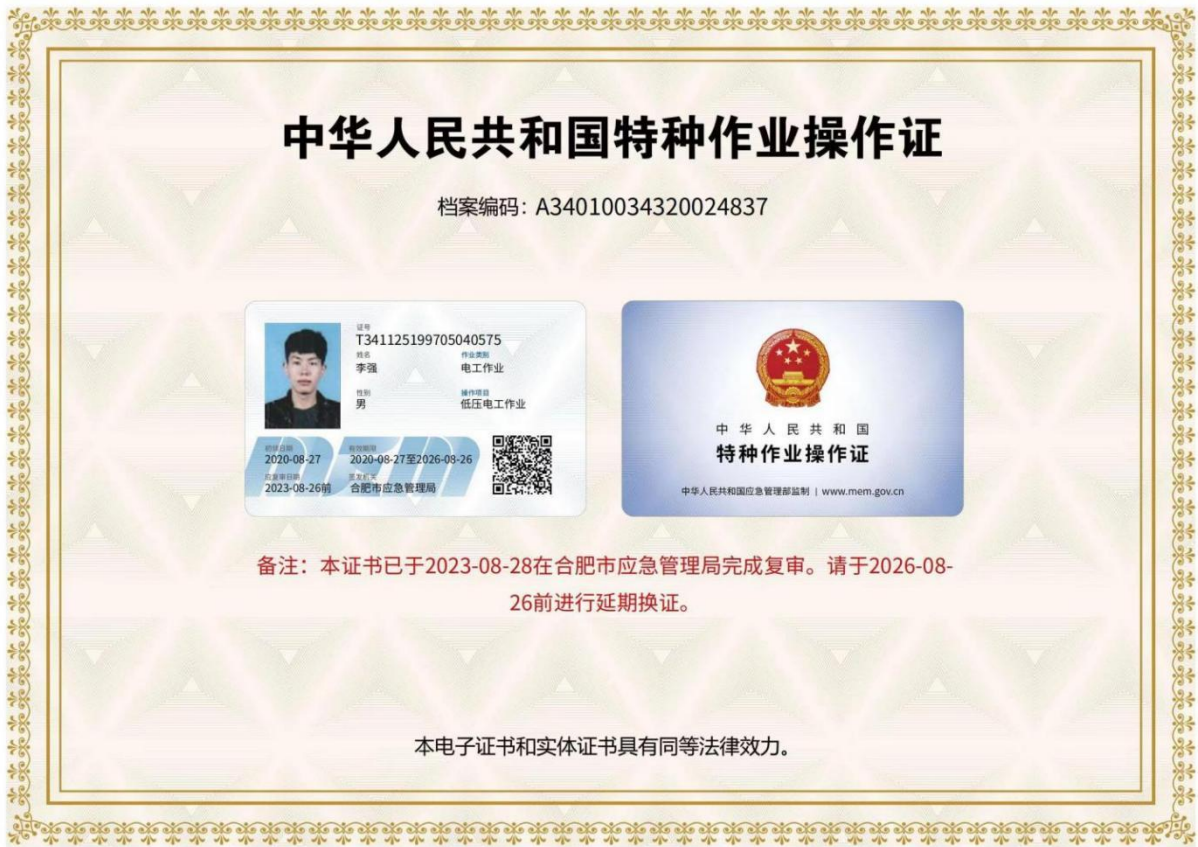 中华人民共和国特种作业操作证
档案编码：A34010034320024837
证号
T341125199705040575
姓名
作业类别
李强
电工作业
性别
操作项目
男
低压电工作业
初领日期
有效期限
2020-08-27
2020-08-27至2026-08-26
应复审日期
签发机关
2023-08-26前
合肥市应急管理局
中华人民共和国
特种作业操作证
中华人民共和国应急管理部监制 | www.mem.gov.cn
备注：本证书已于2023-08-28在合肥市应急管理局完成复审。请于2026-08-
26前进行延期换证。
本电子证书和实体证书具有同等法律效力。